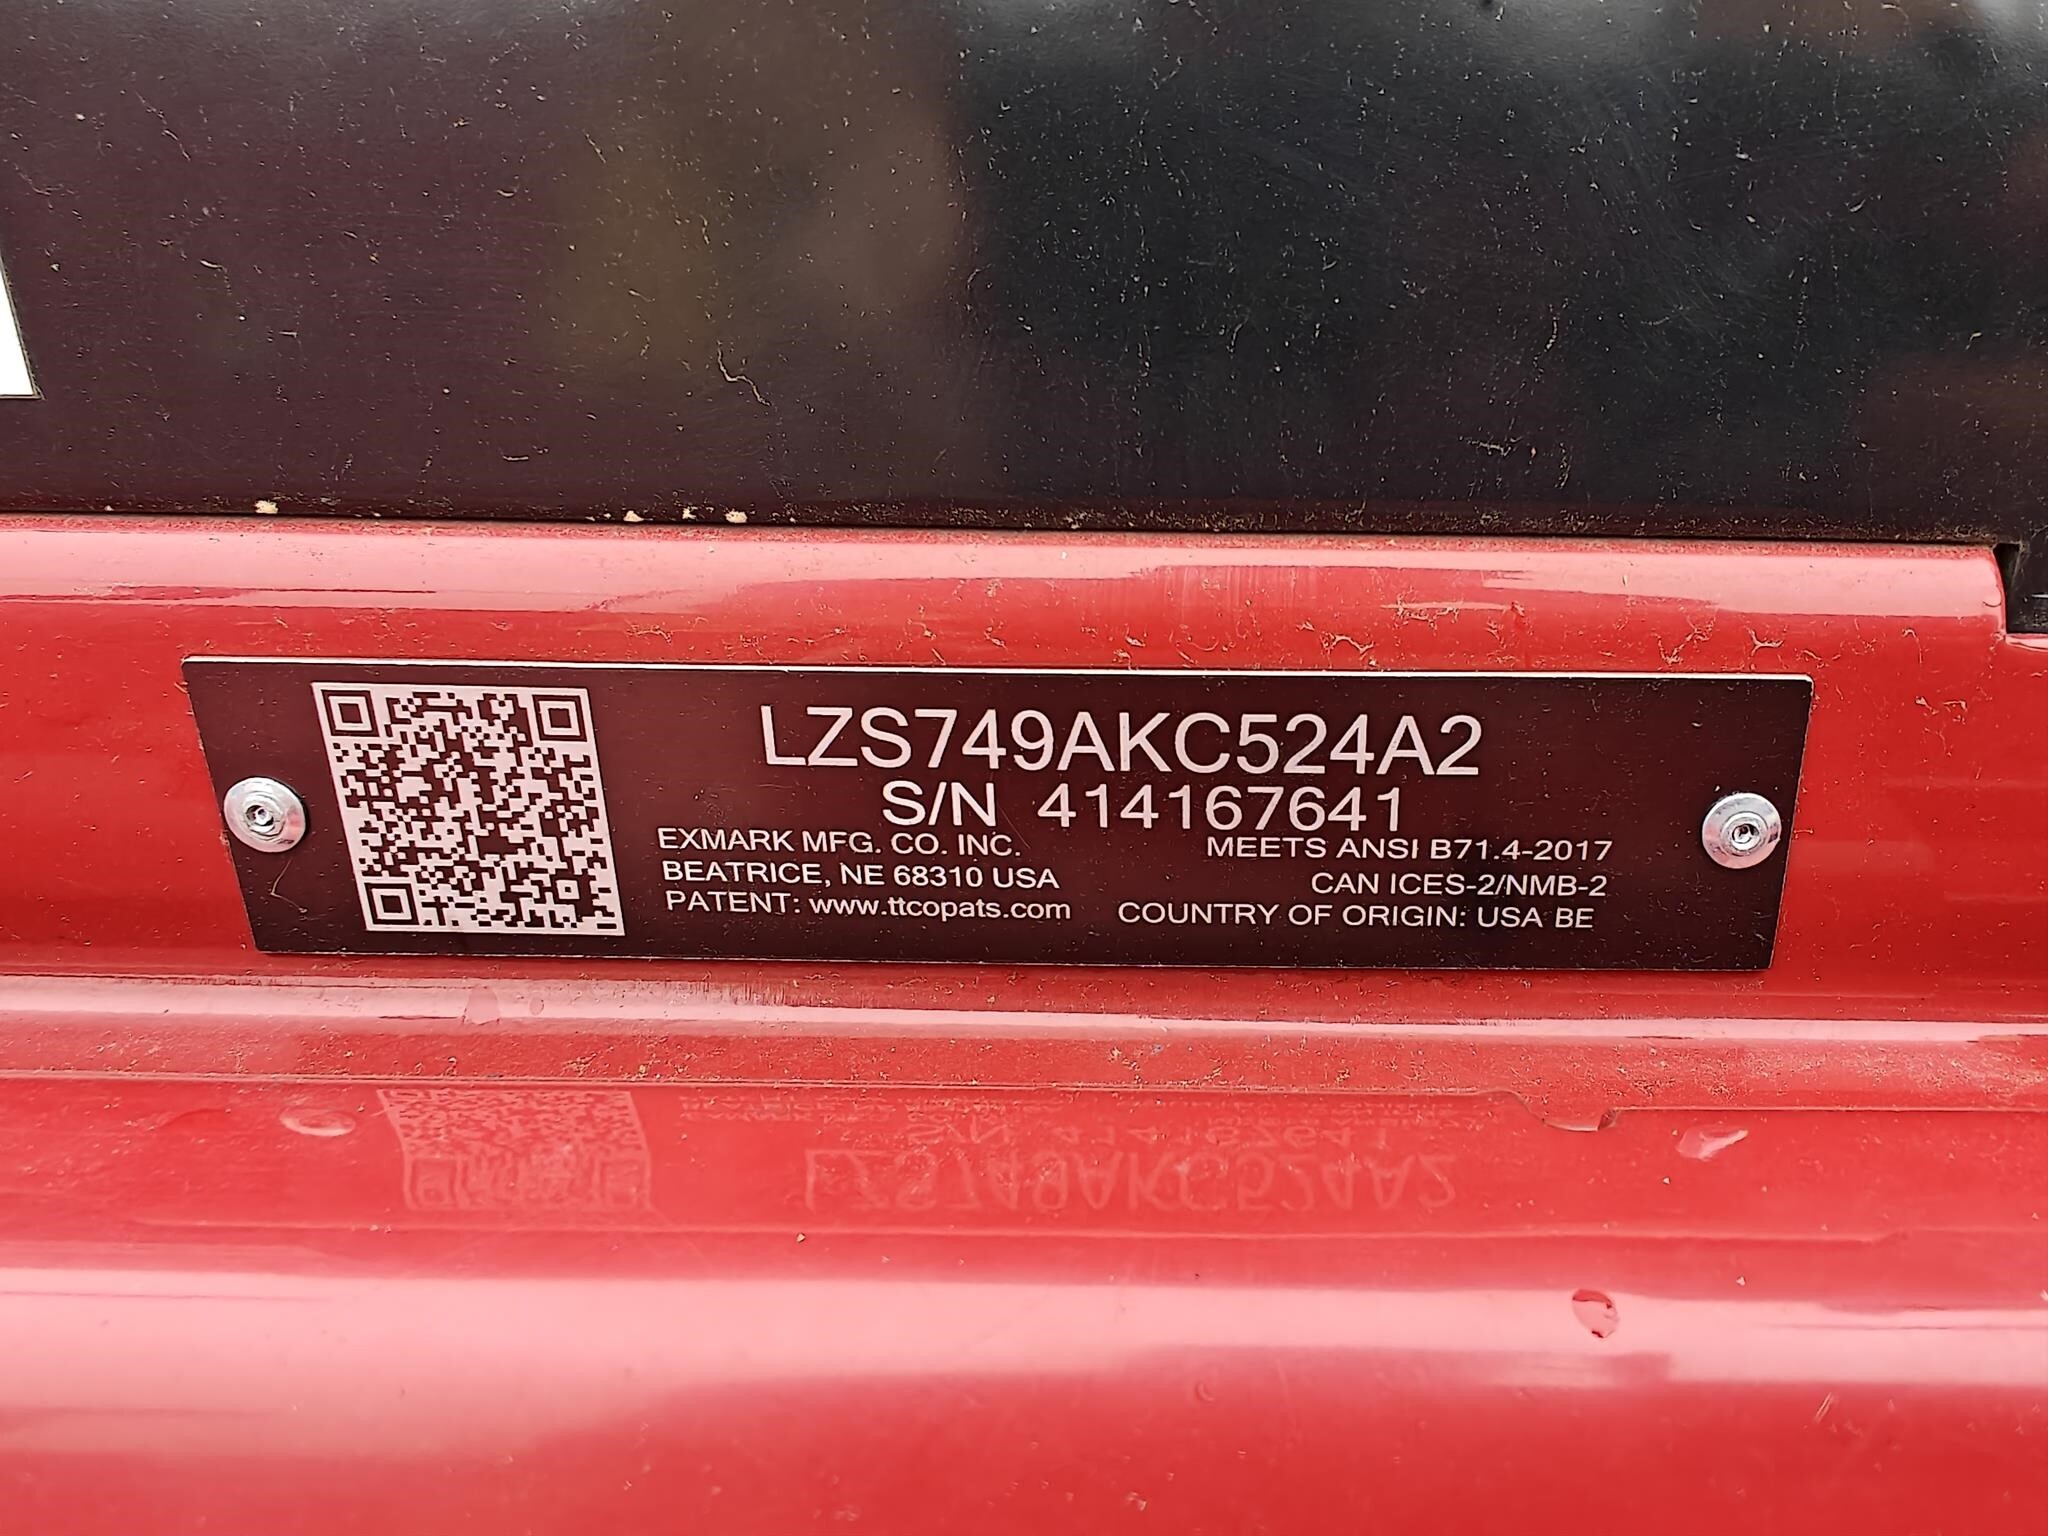 LZS749AKC524A2
S/N 414167641
EXMARK MFG. CO. INC.
BEATRICE, NE 68310 USA
PATENT: www.ttcopats.com
MEETS ANSI B71.4-2017
CAN ICES-2/NMB-2
COUNTRY OF ORIGIN: USA BE